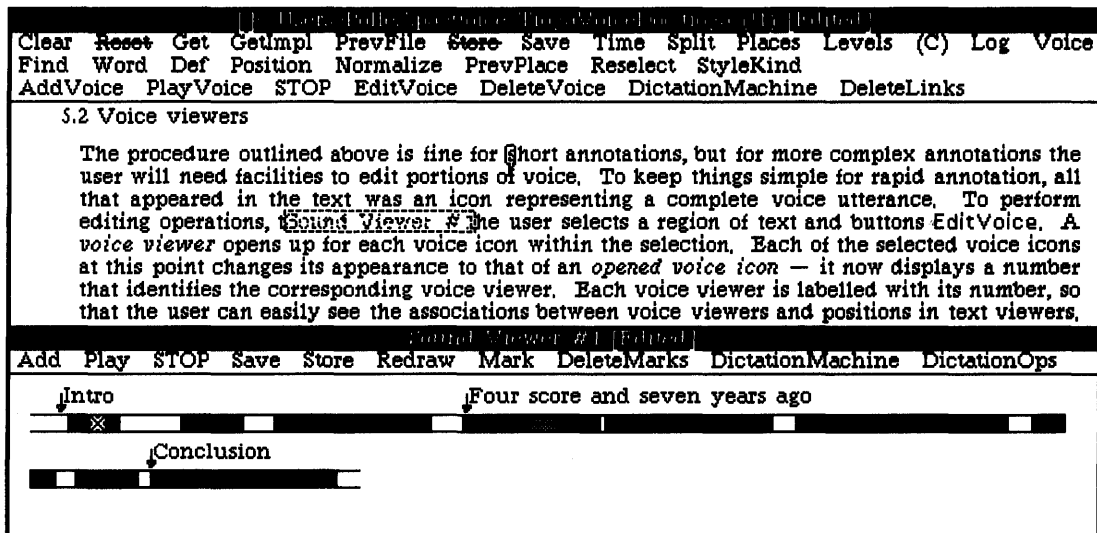 Clear Reset Get GetImpl PrevFile Store Save Time Split Places Levels (C) Log Voice
Find Word Def Position Normalize PrevPlace Reselect StyleKind
AddVoice PlayVoice STOP EditVoice DeleteVoice DictationMachine DeleteLinks
5.2 Voice viewers
The procedure outlined above is fine for short annotations, but for more complex annotations the
user will need facilities to edit portions of voice. To keep things simple for rapid annotation, all
that appeared in the text was an icon representing a complete voice utterance. To perform
editing operations, t Sound Viewer #1 he user selects a region of text and buttons EditVoice. A
voice viewer opens up for each voice icon within the selection. Each of the selected voice icons
at this point changes its appearance to that of an opened voice icon — it now displays a number
that identifies the corresponding voice viewer. Each voice viewer is labelled with its number, so
that the user can easily see the associations between voice viewers and positions in text viewers.
Sound Viewer #1 [Edited]
Add Play STOP Save Store Redraw Mark DeleteMarks DictationMachine DictationOps
Intro Four score and seven years ago
Conclusion